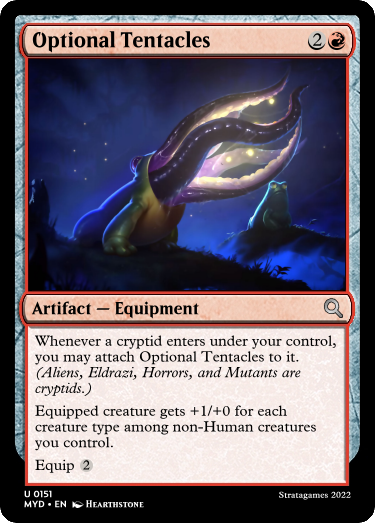 Optional Tentacles 2
Artifact — Equipment
Whenever a cryptid enters under your control,
you may attach Optional Tentacles to it.
(Aliens, Eldrazi, Horrors, and Mutants are
cryptids.)
Equipped creature gets +1/+0 for each
creature type among non-Human creatures
you control.
Equip 2
U 0151
Stratagames 2022
MYD • EN HEARTHSTONE